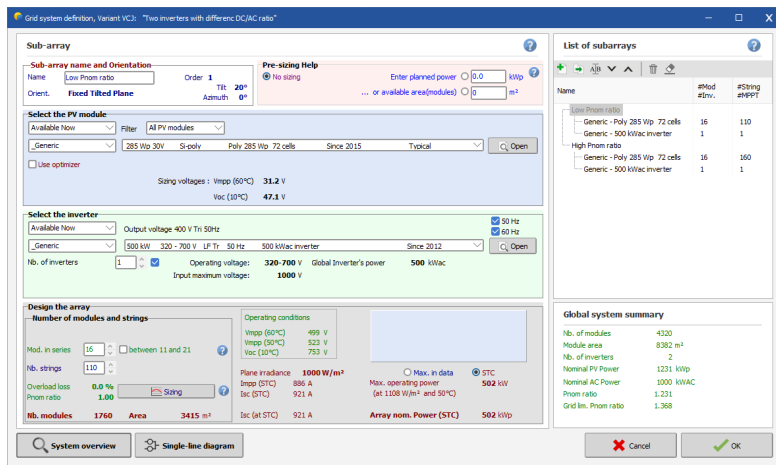 Grid system definition, Variant VCJ: "Two inverters with differenc DC/AC ratio"
Sub-array
?
Sub-array name and Orientation
Name Low Pnom ratio Order 1
Tilt 20°
Orient. Fixed Tilted Plane Azimuth 0°
Pre-sizing Help
No sizing Enter planned power 0.0 kWp ?
... or available area(modules) 0 m²
Select the PV module
Available Now Filter All PV modules
_Generic 285 Wp 30V Si-poly Poly 285 Wp 72 cells Since 2015 Typical Open
Use optimizer
Sizing voltages : Vmpp (60°C) 31.2 V
Voc (10°C) 47.1 V
Select the inverter
Available Now Output voltage 400 V Tri 50Hz
50 Hz
60 Hz
_Generic 500 kW 320 - 700 V LF Tr 50 Hz 500 kWac inverter Since 2012 Open
Nb. of inverters 1 Operating voltage: 320-700 V Global Inverter's power 500 kWac
Input maximum voltage: 1000 V
Design the array
Number of modules and strings
Mod. in series 16 between 11 and 21 ?
Nb. strings 110
Overload loss 0.0 %
Pnom ratio 1.00
Sizing ?
Nb. modules 1760 Area 3415 m²
Operating conditions
Vmpp (60°C) 499 V
Vmpp (50°C) 523 V
Voc (10°C) 753 V
Plane irradiance 1000 W/m²
Impp (STC) 886 A
Isc (STC) 921 A
Isc (at STC) 921 A
Max. in data STC
Max. operating power 502 kW
(at 1108 W/m² and 50°C)
Array nom. Power (STC) 502 kWp
List of subarrays
?
Name #Mod #String
#Inv. #MPPT
Low Pnom ratio
Generic - Poly 285 Wp 72 cells 16 110
Generic - 500 kWac inverter 1 1
High Pnom ratio
Generic - Poly 285 Wp 72 cells 16 160
Generic - 500 kWac inverter 1 1
Global system summary
Nb. of modules 4320
Module area 8382 m²
Nb. of inverters 2
Nominal PV Power 1231 kWp
Nominal AC Power 1000 kWAC
Pnom ratio 1.231
Grid lim. Pnom ratio 1.368
System overview
Single-line diagram
Cancel
OK